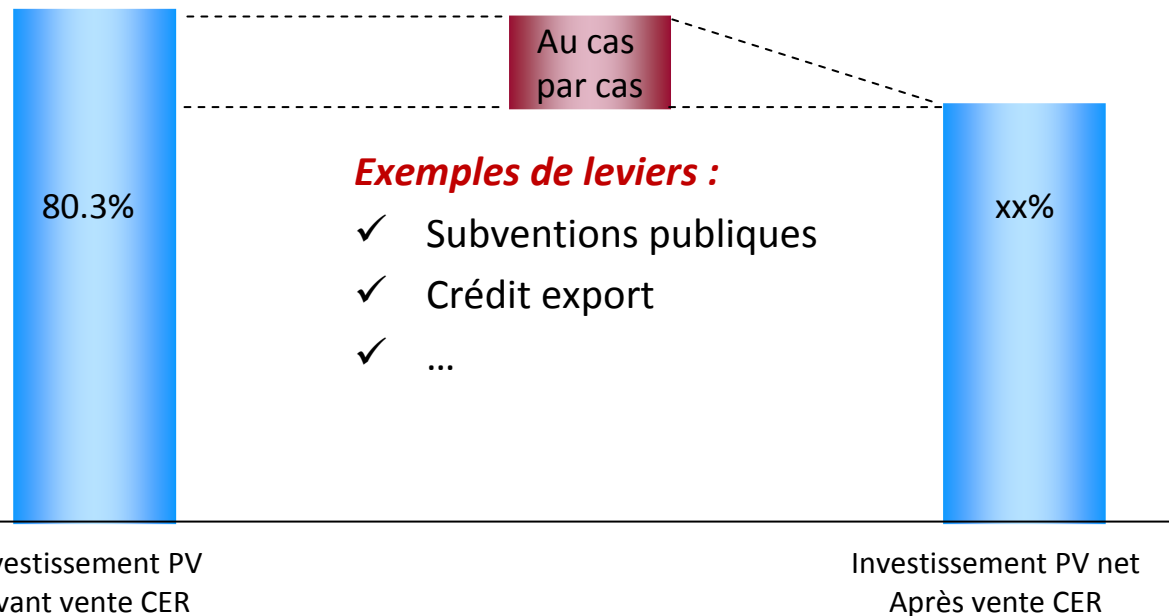 Au cas
par cas
Exemples de leviers :
80.3%
xx%
✓ Subventions publiques
✓ Crédit export
✓ ...
vestissement PV
vant vente CER
Investissement PV net
Après vente CER